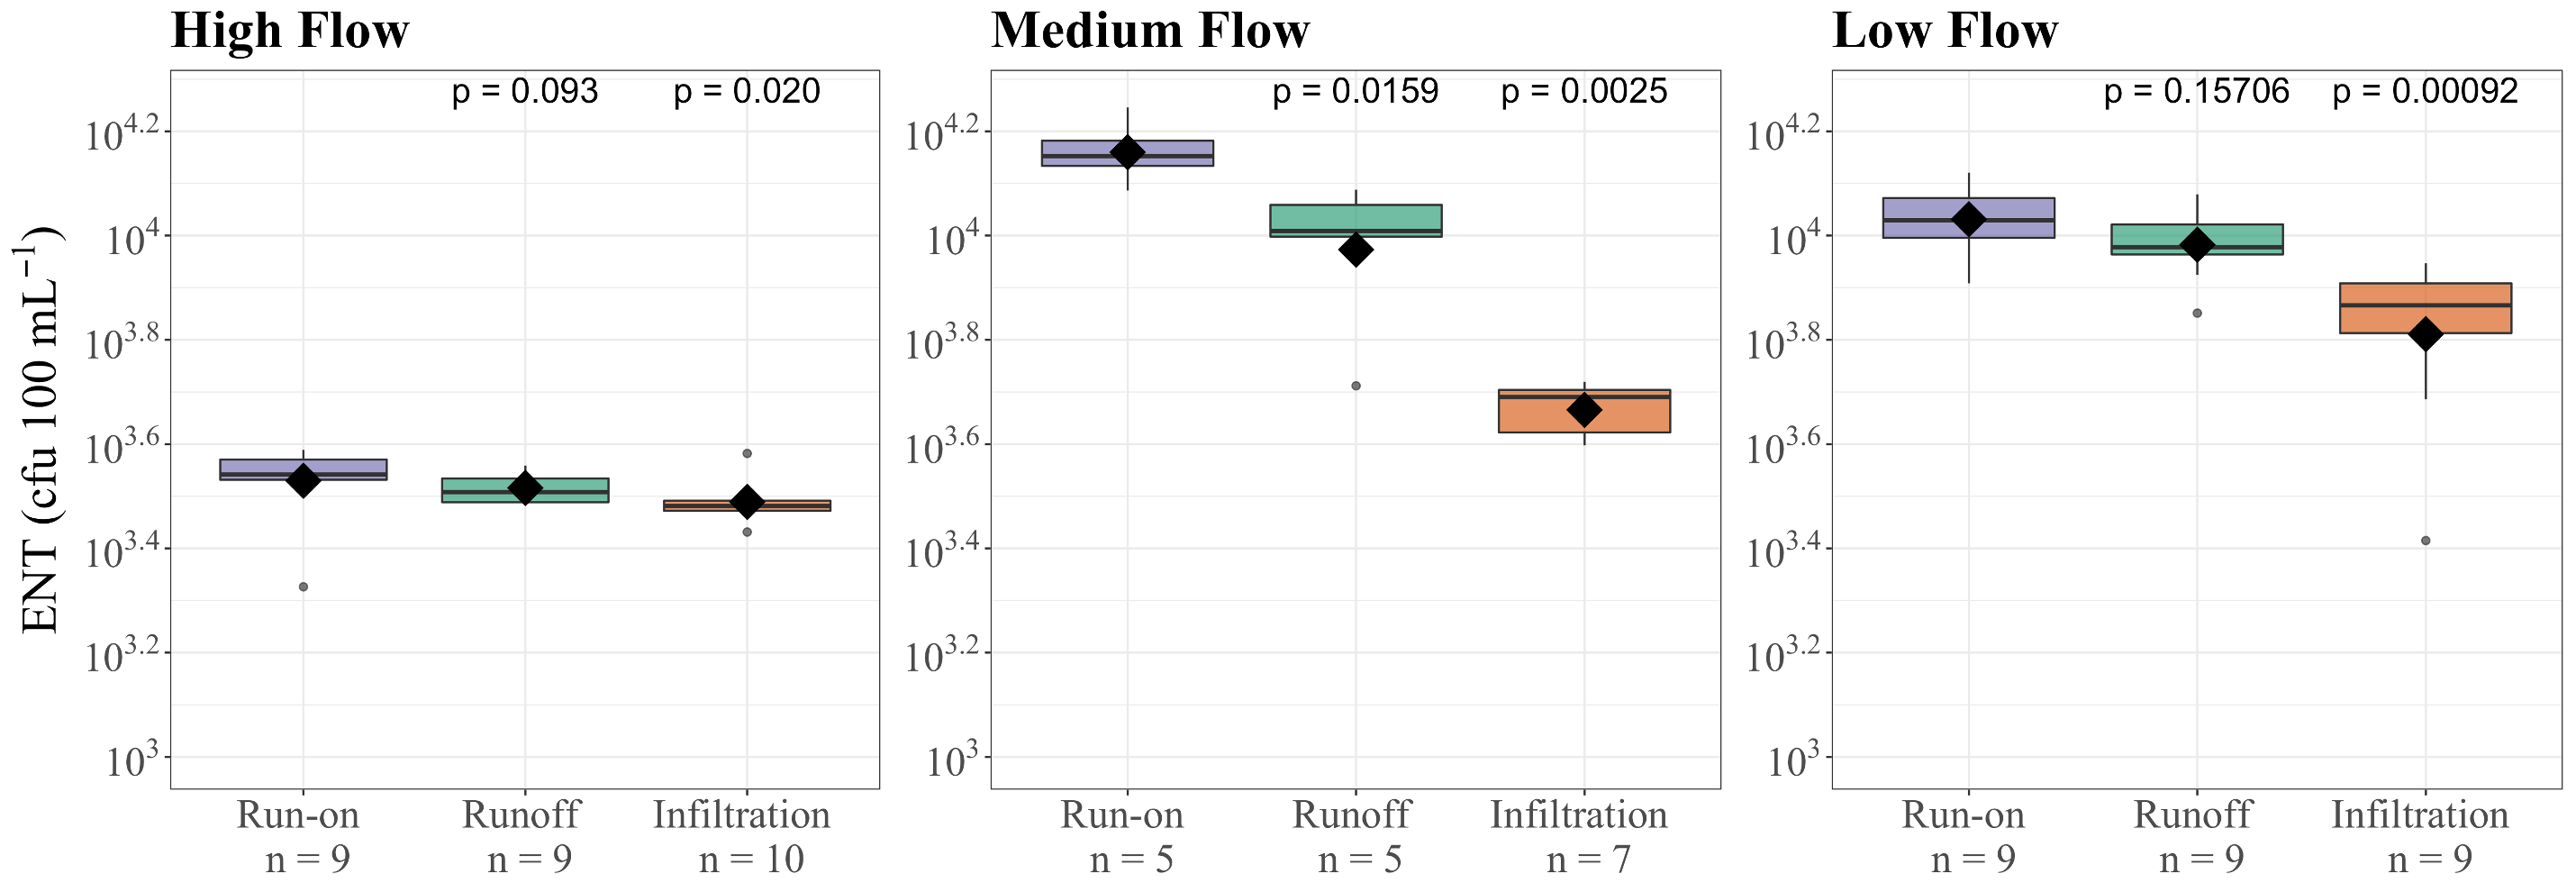 High Flow
Medium Flow
Low Flow
ENT (cfu 100 mL⁻¹)
p = 0.093
p = 0.020
10^4.2
10^4
10^3.8
10^3.6
10^3.4
10^3.2
10^3
Run-on
n = 9
Runoff
n = 9
Infiltration
n = 10
p = 0.0159
p = 0.0025
10^4.2
10^4
10^3.8
10^3.6
10^3.4
10^3.2
10^3
Run-on
n = 5
Runoff
n = 5
Infiltration
n = 7
p = 0.15706
p = 0.00092
10^4.2
10^4
10^3.8
10^3.6
10^3.4
10^3.2
10^3
Run-on
n = 9
Runoff
n = 9
Infiltration
n = 9